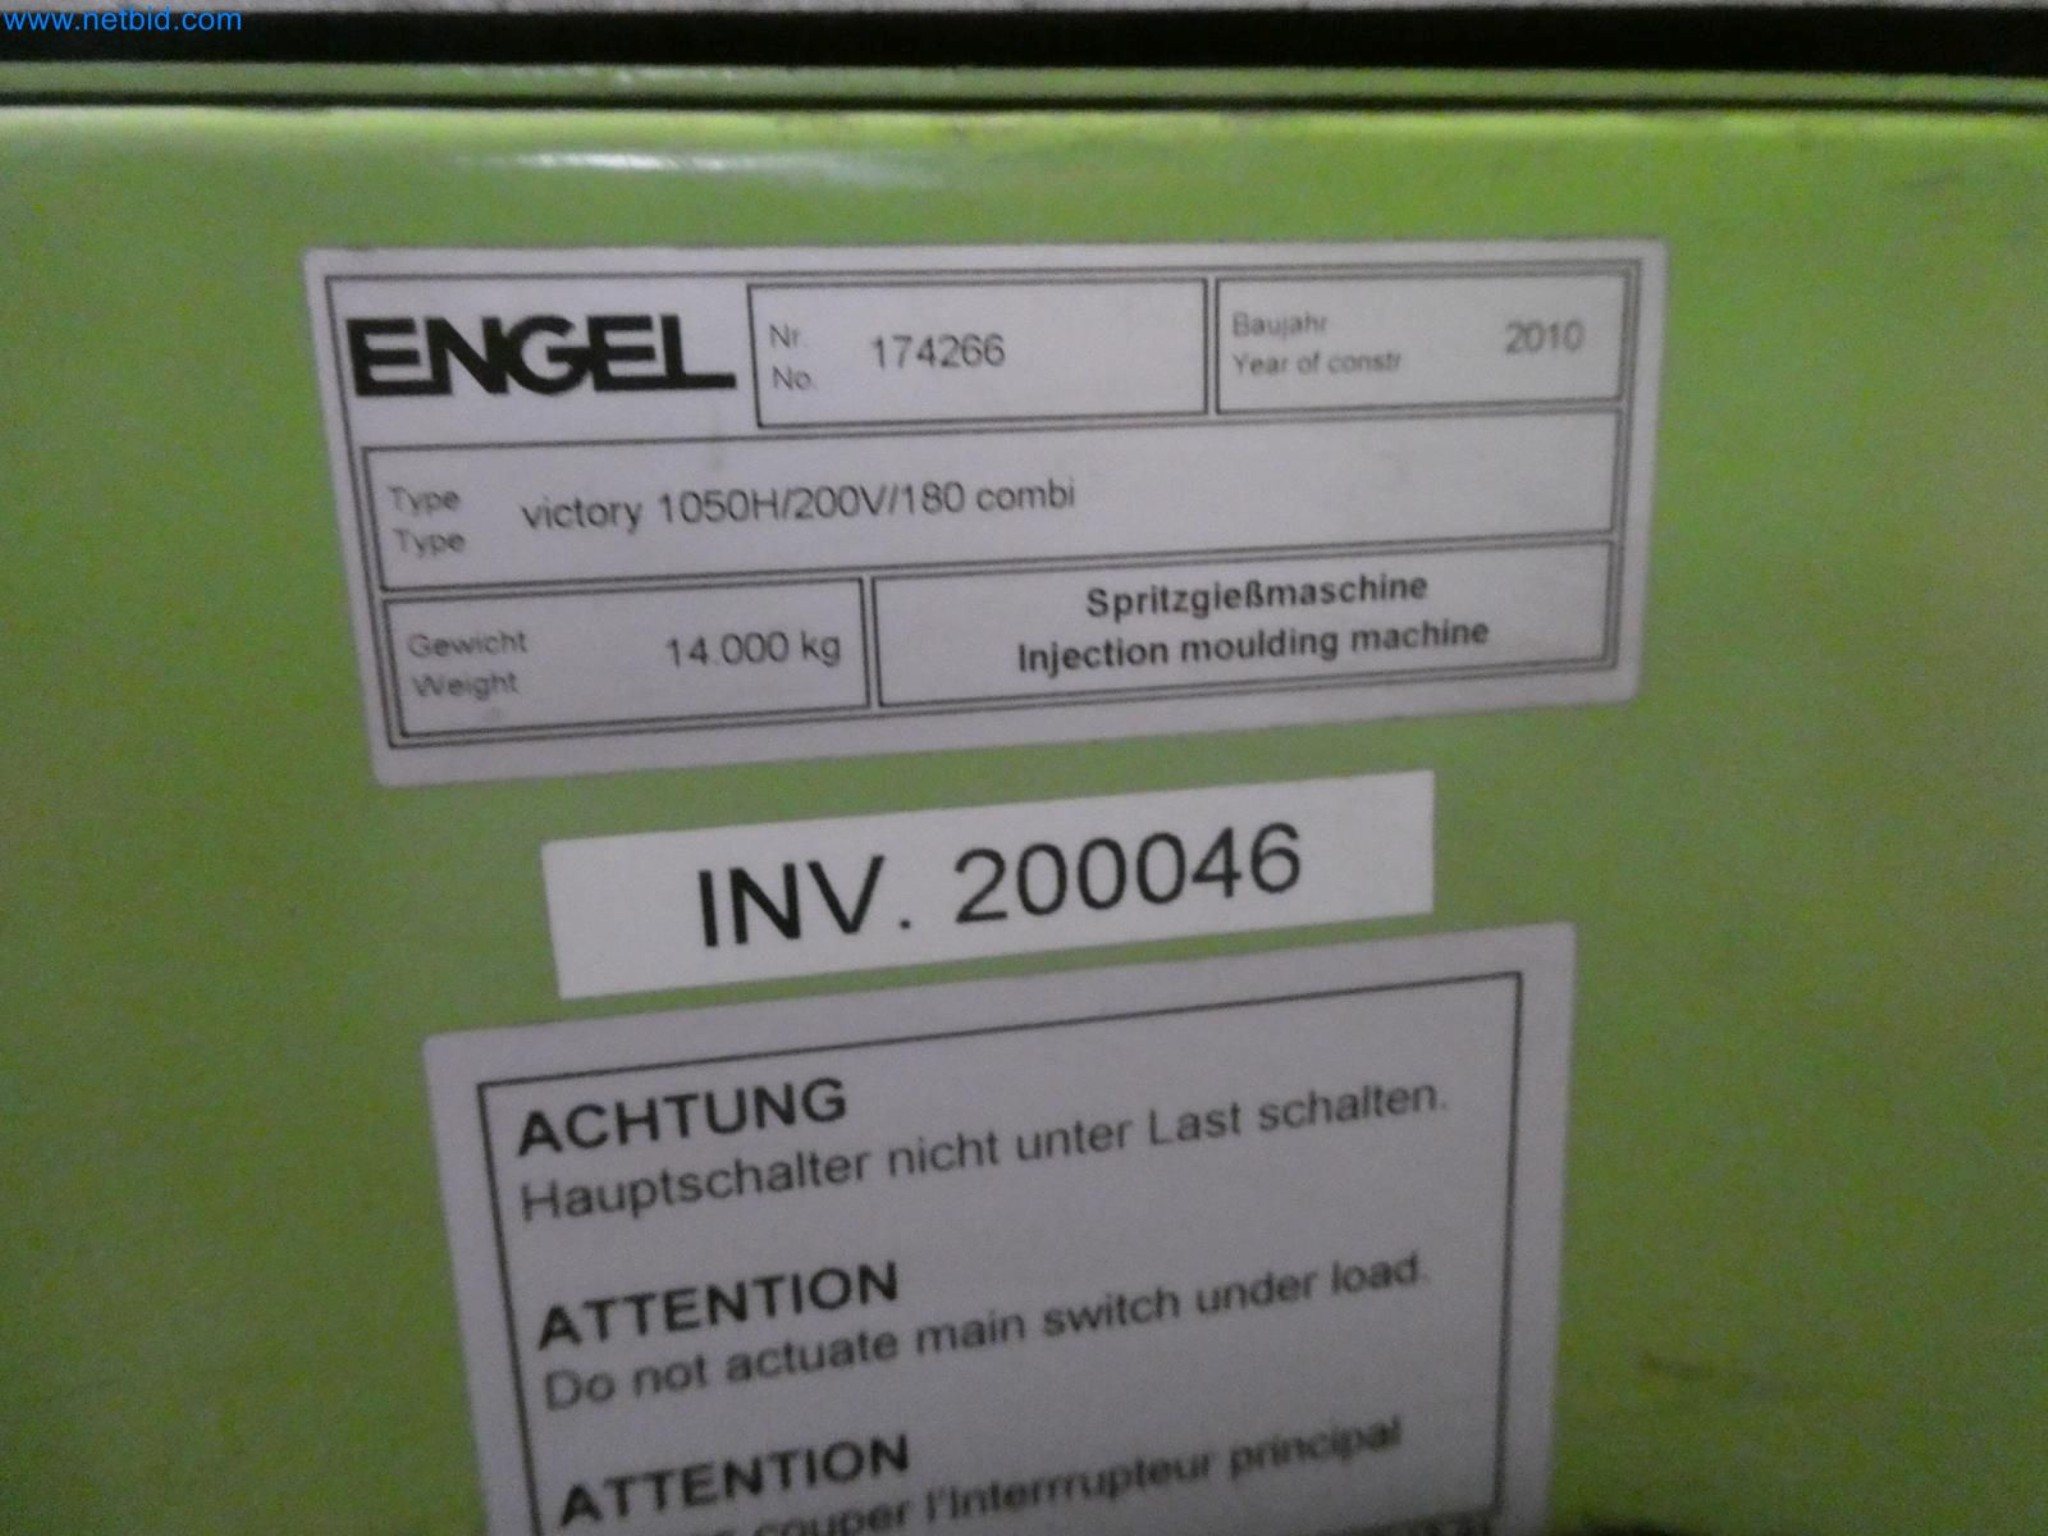 www.netbid.com
ENGEL
Nr.
No.
174266
Baujahr
Year of constr
2010
Type
Type
victory 1050H/200V/180 combi
Gewicht
Weight
14.000 kg
Spritzgießmaschine
Injection moulding machine
INV. 200046
ACHTUNG
Hauptschalter nicht unter Last schalten.
ATTENTION
Do not actuate main switch under load.
ATTENTION
couper l'Interrrupteur principal